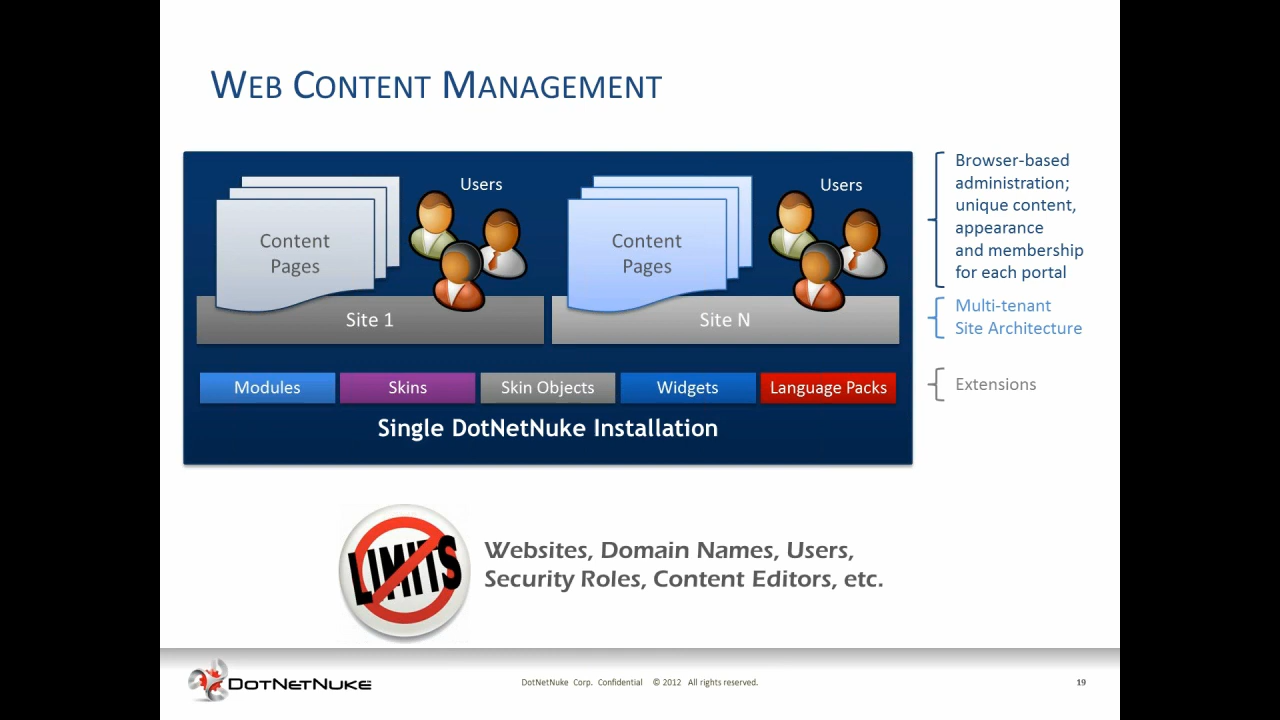 WEB CONTENT MANAGEMENT
Users
Content
Pages
Site 1
Users
Content
Pages
Site N
Browser-based
administration;
unique content,
appearance
and membership
for each portal
Multi-tenant
Site Architecture
Modules
Skins
Skin Objects
Widgets
Language Packs
Extensions
Single DotNetNuke Installation
LIMITS
Websites, Domain Names, Users,
Security Roles, Content Editors, etc.
DOTNETNUKE
DotNetNuke Corp. Confidential © 2012 All rights reserved.
19